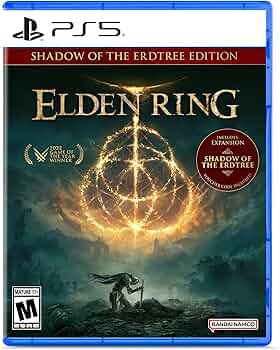 PS5
SHADOW OF THE ERDTREE EDITION
ELDEN RING
2022
GAME OF
THE YEAR
WINNER
INCLUDES
EXPANSION
SHADOW OF
THE ERDTREE
VOUCHER CODE INCLUDED
MATURE 17+
M
ESRB
BANDAI NAMCO